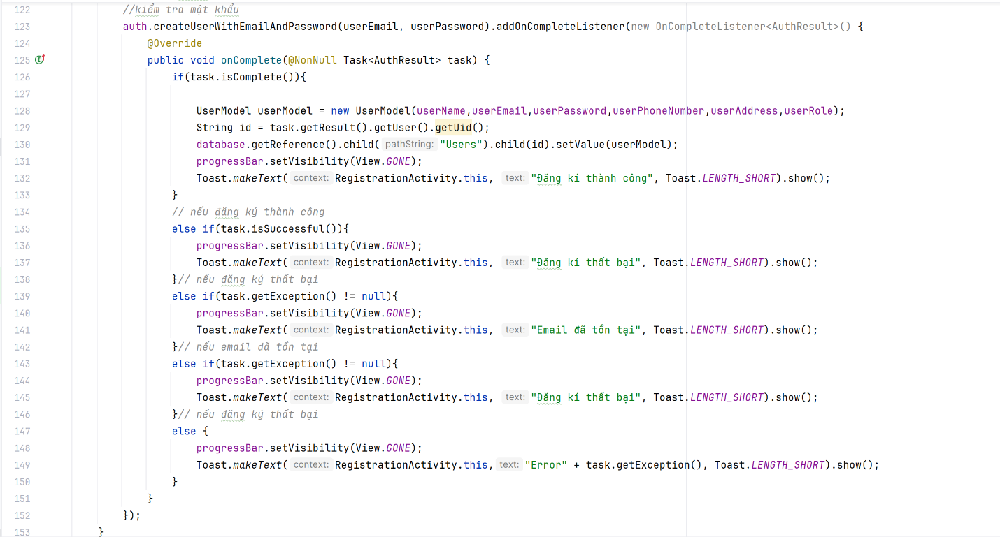 122 //kiểm tra mật khẩu
123 auth.createUserWithEmailAndPassword(userEmail, userPassword).addOnCompleteListener(new OnCompleteListener<AuthResult>() {
124 @Override
125 public void onComplete(@NonNull Task<AuthResult> task) {
126 if(task.isComplete()){
127
128 UserModel userModel = new UserModel(userName,userEmail,userPassword,userPhoneNumber,userAddress,userRole);
129 String id = task.getResult().getUser().getUid();
130 database.getReference().child( pathString: "Users").child(id).setValue(userModel);
131 progressBar.setVisibility(View.GONE);
132 Toast.makeText( context: RegistrationActivity.this, text: "Đăng kí thành công", Toast.LENGTH_SHORT).show();
133 }
134 // nếu đăng ký thành công
135 else if(task.isSuccessful()){
136 progressBar.setVisibility(View.GONE);
137 Toast.makeText( context: RegistrationActivity.this, text: "Đăng kí thất bại", Toast.LENGTH_SHORT).show();
138 }// nếu đăng ký thất bại
139 else if(task.getException() != null){
140 progressBar.setVisibility(View.GONE);
141 Toast.makeText( context: RegistrationActivity.this, text: "Email đã tồn tại", Toast.LENGTH_SHORT).show();
142 }// nếu email đã tồn tại
143 else if(task.getException() != null){
144 progressBar.setVisibility(View.GONE);
145 Toast.makeText( context: RegistrationActivity.this, text: "Đăng kí thất bại", Toast.LENGTH_SHORT).show();
146 }// nếu đăng ký thất bại
147 else {
148 progressBar.setVisibility(View.GONE);
149 Toast.makeText( context: RegistrationActivity.this, text: "Error" + task.getException(), Toast.LENGTH_SHORT).show();
150 }
151 }
152 });
153 }